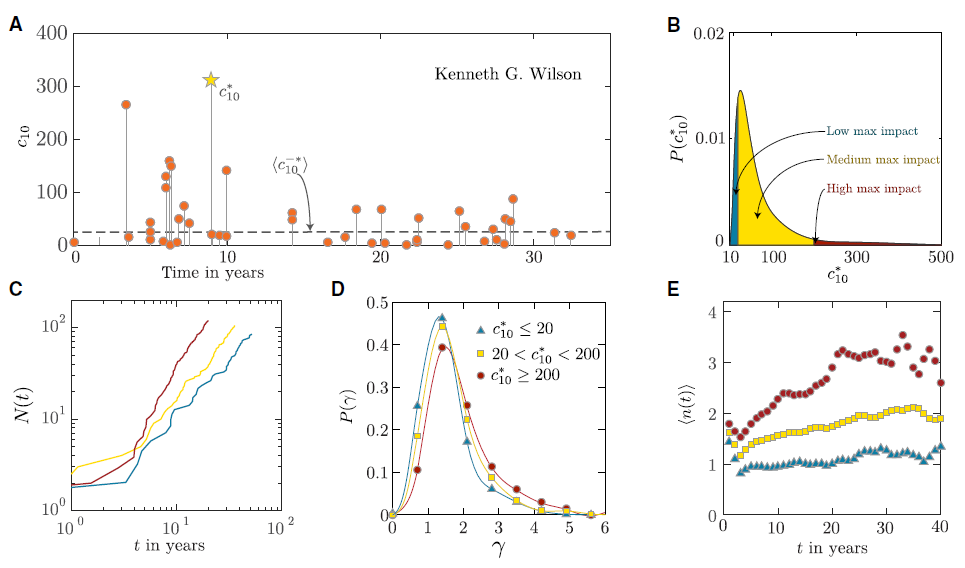 A
400
300
200
100
0
c10
0
10
20
30
Time in years
Kenneth G. Wilson
c*10
⟨c−*10⟩
B
0.02
0.01
0
P(c*10)
10
100
300
500
c*10
Low max impact
Medium max impact
High max impact
C
10²
10¹
10⁰
N(t)
10⁰
10¹
10²
t in years
D
0.5
0.4
0.3
0.2
0.1
0
P(γ)
0
1
2
3
4
5
6
γ
c*10 ≤ 20
20 < c*10 < 200
c*10 ≥ 200
E
4
3
2
1
0
⟨n(t)⟩
0
10
20
30
40
t in years